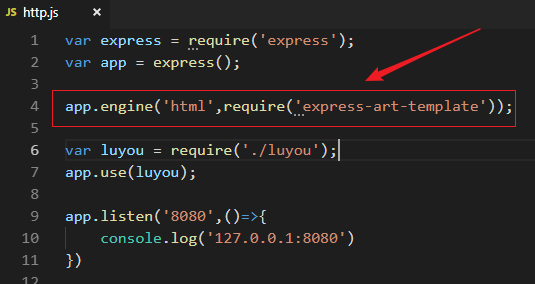 JS http.js ×
1 var express = require('express');
2 var app = express();
3
4 app.engine('html',require('express-art-template'));
5
6 var luyou = require('./luyou');
7 app.use(luyou);
8
9 app.listen('8080',()=>{
10 console.log('127.0.0.1:8080')
11 })
12